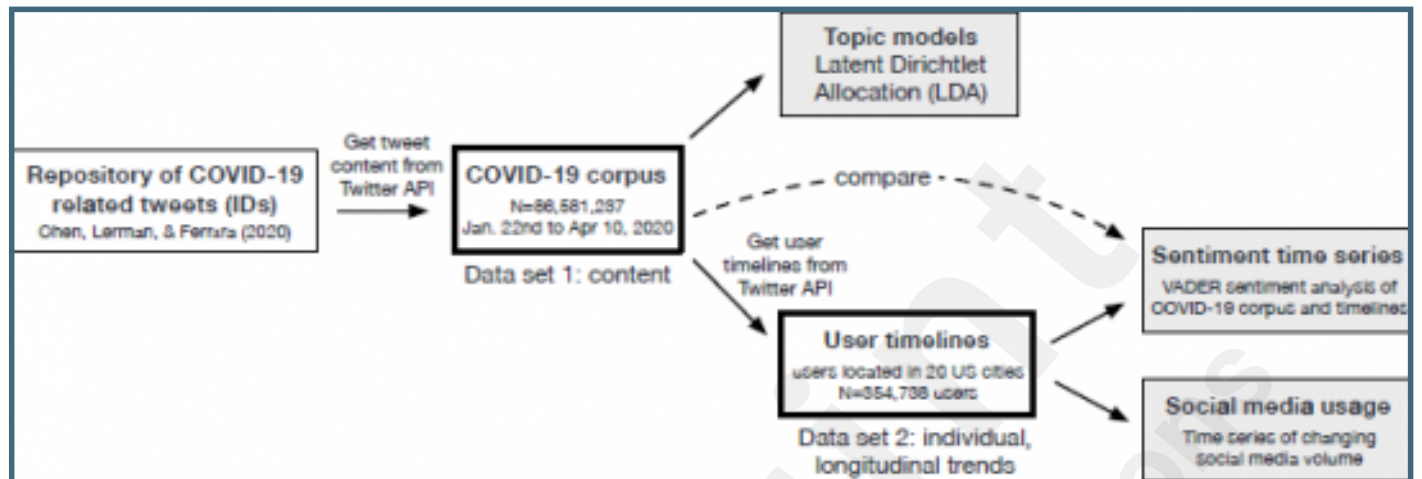 Topic models
Latent Dirichtlet
Allocation (LDA)
Get tweet
content from
Twitter API
Repository of COVID-19
related tweets (IDs)
Chen, Lerman, & Ferrara (2020)
COVID-19 corpus
N=86,581,237
Jan. 22nd to Apr 10, 2020
Data set 1: content
compare
Get user
timelines from
Twitter API
Sentiment time series
VADER sentiment analysis of
COVID-19 corpus and timelines
User timelines
users located in 20 US cities
N=354,738 users
Data set 2: individual,
longitudinal trends
Social media usage
Time series of changing
social media volume